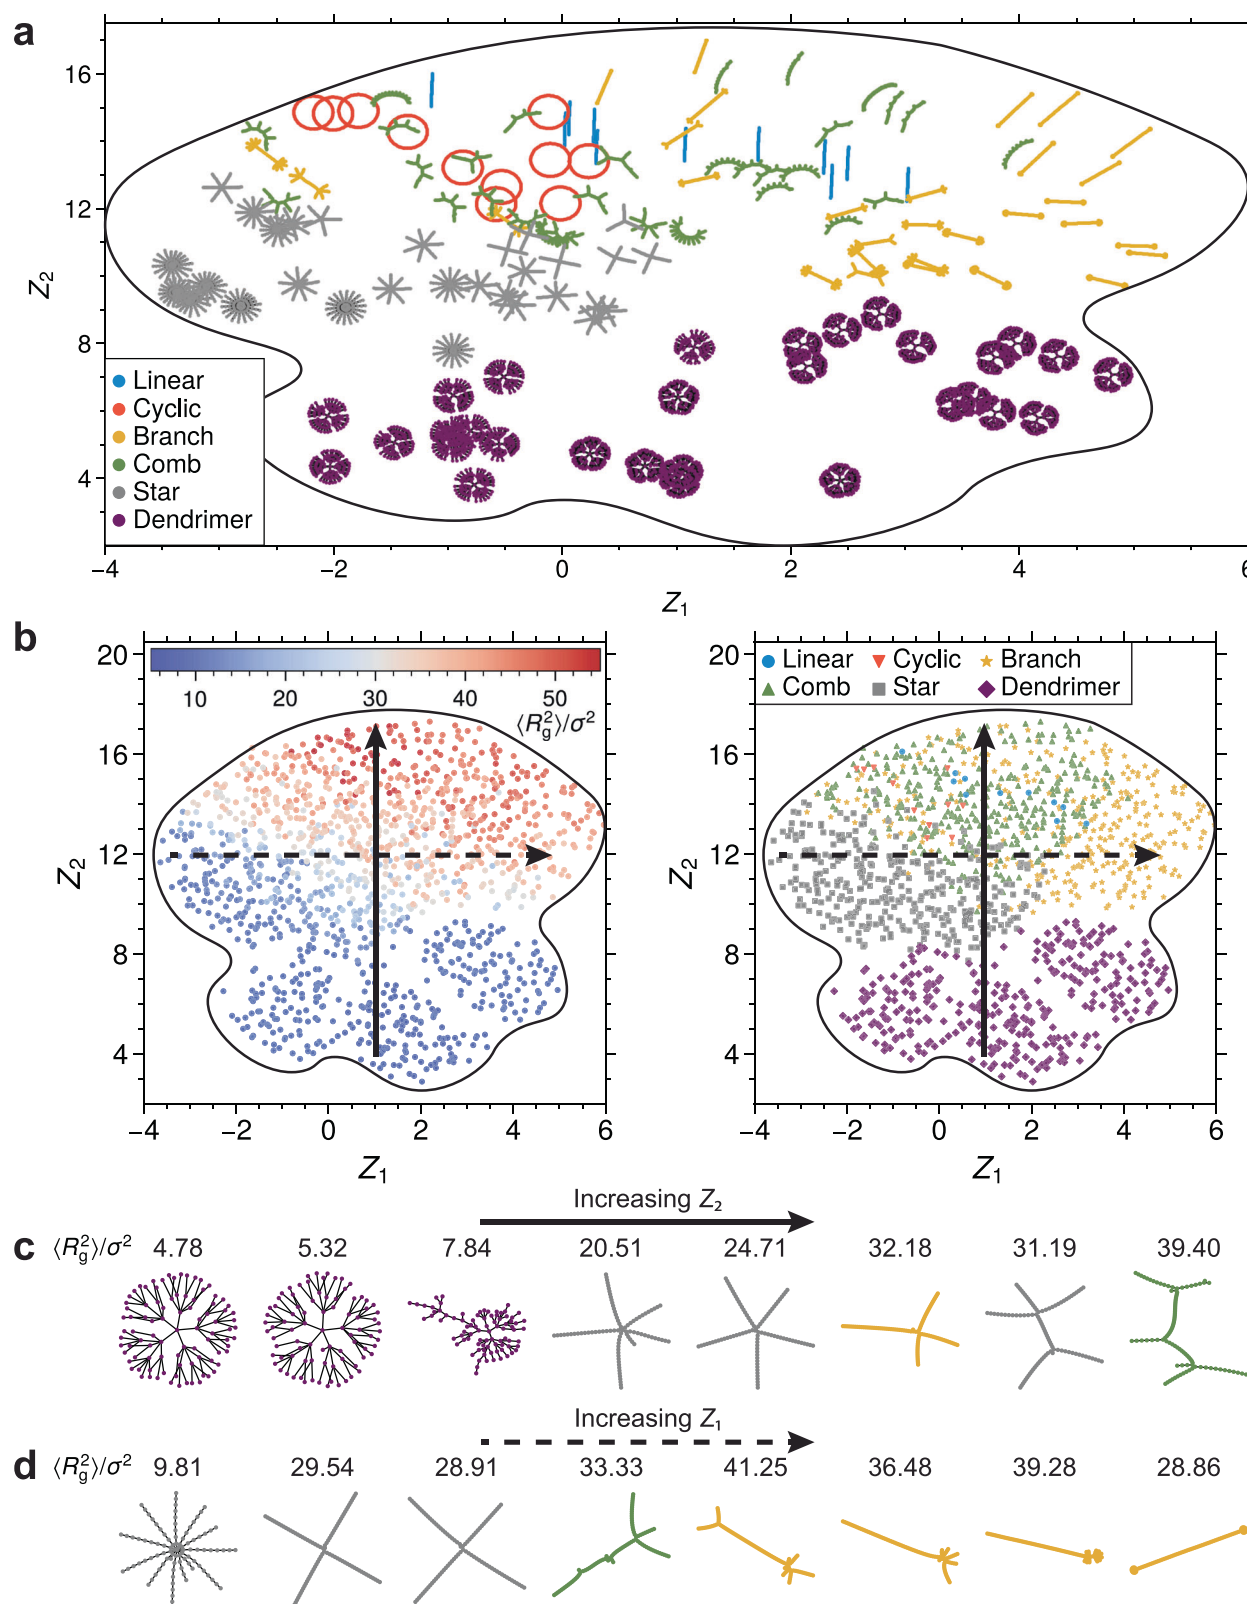 a
16
12
8
4
Z2
Linear
Cyclic
Branch
Comb
Star
Dendrimer
−4 −2 0 2 4 6
Z1
b
20
16
12
8
4
Z2
10 20 30 40 50
⟨Rg²⟩/σ²
−4 −2 0 2 4 6
Z1
20
16
12
8
4
Z2
Linear Cyclic Branch
Comb Star Dendrimer
−4 −2 0 2 4 6
Z1
Increasing Z2
c ⟨Rg²⟩/σ² 4.78 5.32 7.84 20.51 24.71 32.18 31.19 39.40
Increasing Z1
d ⟨Rg²⟩/σ² 9.81 29.54 28.91 33.33 41.25 36.48 39.28 28.86